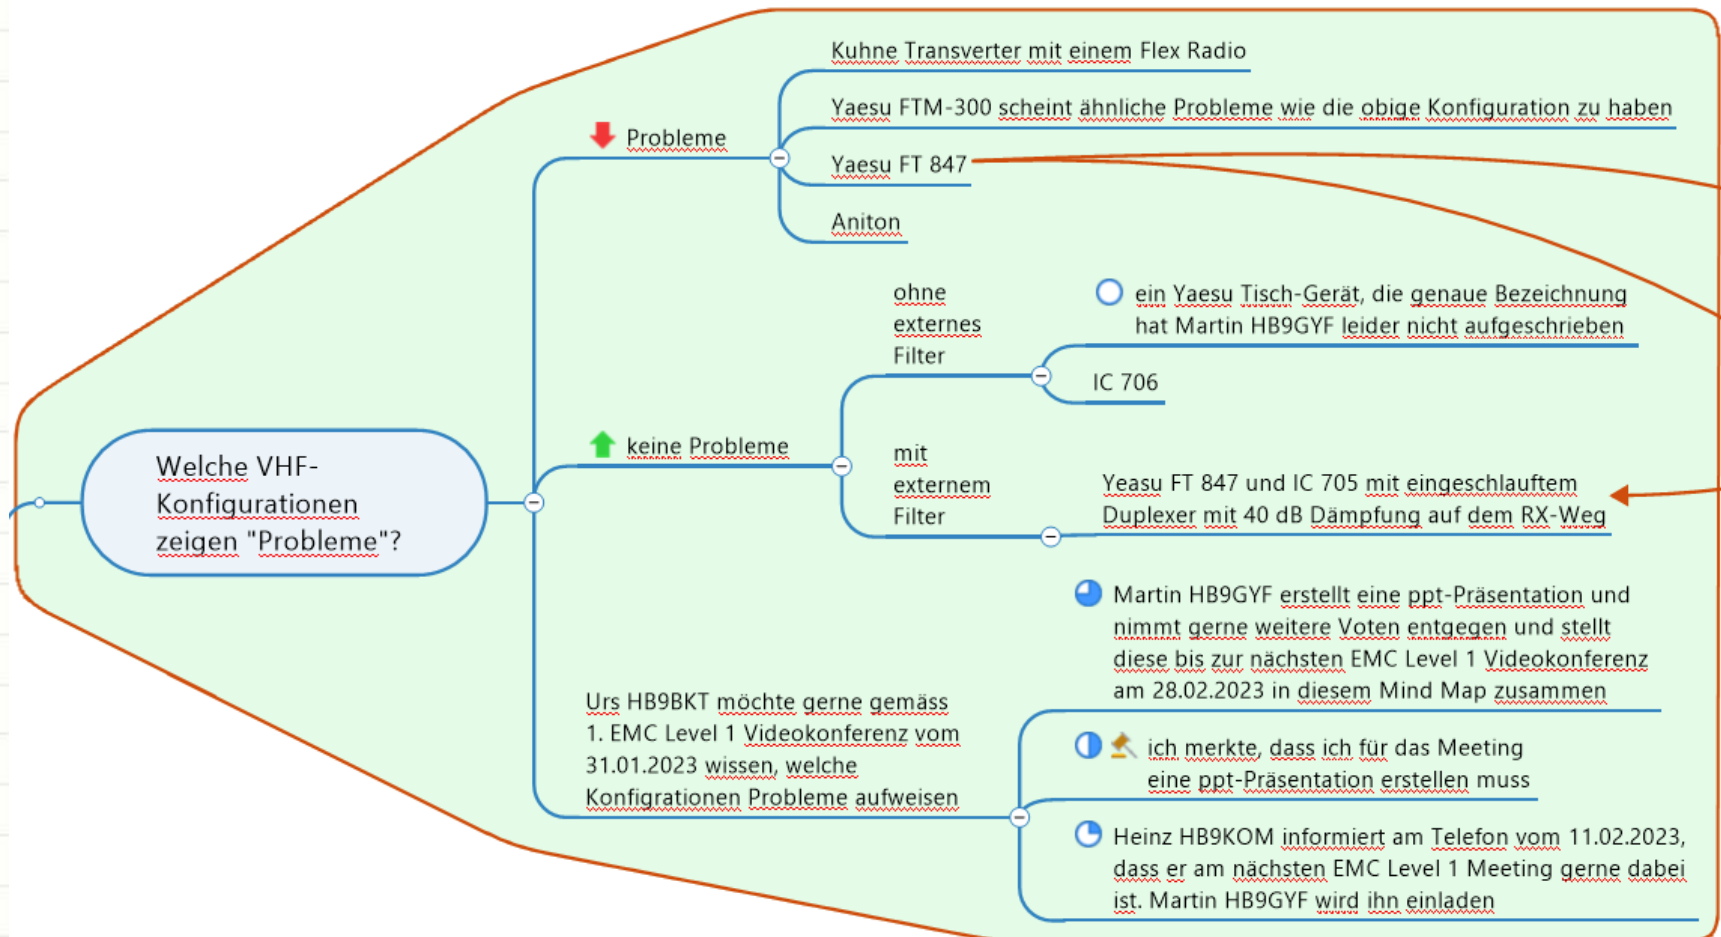 Welche VHF-
Konfigurationen
zeigen "Probleme"?
Probleme
Kuhne Transverter mit einem Flex Radio
Yaesu FTM-300 scheint ähnliche Probleme wie die obige Konfiguration zu haben
Yaesu FT 847
Aniton
keine Probleme
ohne
externes
Filter
ein Yaesu Tisch-Gerät, die genaue Bezeichnung
hat Martin HB9GYF leider nicht aufgeschrieben
IC 706
mit
externem
Filter
Yeasu FT 847 und IC 705 mit eingeschlauftem
Duplexer mit 40 dB Dämpfung auf dem RX-Weg
Urs HB9BKT möchte gerne gemäss
1. EMC Level 1 Videokonferenz vom
31.01.2023 wissen, welche
Konfigrationen Probleme aufweisen
Martin HB9GYF erstellt eine ppt-Präsentation und
nimmt gerne weitere Voten entgegen und stellt
diese bis zur nächsten EMC Level 1 Videokonferenz
am 28.02.2023 in diesem Mind Map zusammen
ich merkte, dass ich für das Meeting
eine ppt-Präsentation erstellen muss
Heinz HB9KOM informiert am Telefon vom 11.02.2023,
dass er am nächsten EMC Level 1 Meeting gerne dabei
ist. Martin HB9GYF wird ihn einladen